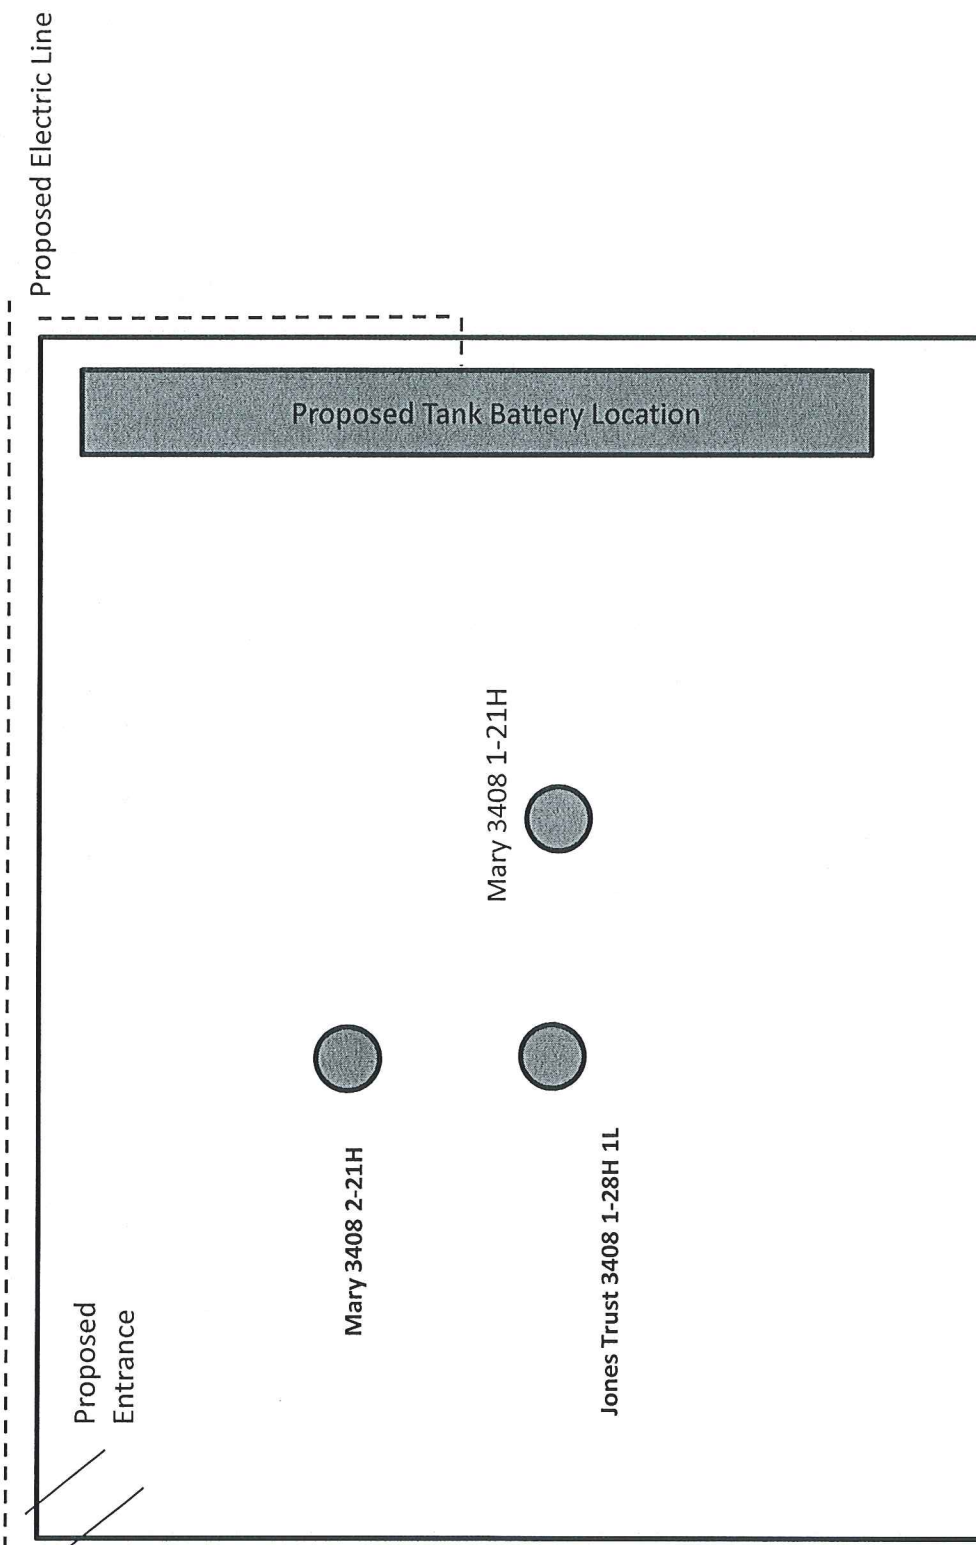 Proposed Electric Line
Proposed Tank Battery Location
Mary 3408 1-21H
Mary 3408 2-21H
Jones Trust 3408 1-28H 1L
Proposed
Entrance